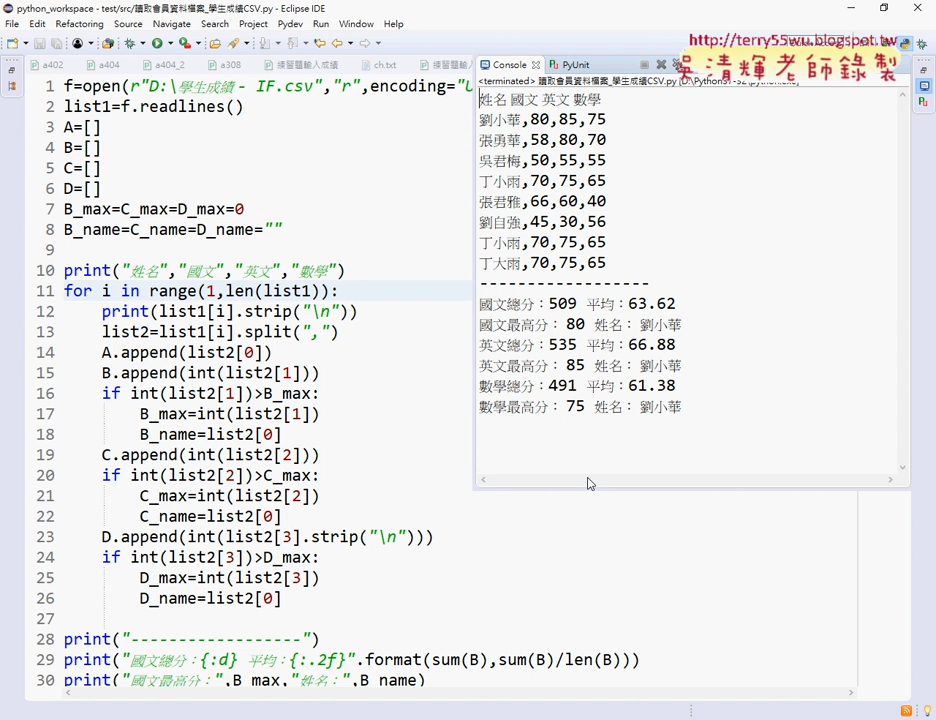 python_workspace - test/src/讀取會員資料檔案_學生成績CSV.py - Eclipse IDE
File Edit Refactoring Source Navigate Search Project Pydev Run Window Help
http://terry55wu.blogspot.tw
吳清輝老師錄製
a402 a404 a404_2 a308 練習題輸入成績 ch.txt 練習題輸入
Console PyUnit
<terminated> 讀取會員資料檔案_學生成績CSV.py
1 f=open(r"D:\學生成績 - IF.csv","r",encoding="U
2 list1=f.readlines()
3 A=[]
4 B=[]
5 C=[]
6 D=[]
7 B_max=C_max=D_max=0
8 B_name=C_name=D_name=""
9
10 print("姓名","國文","英文","數學")
11 for i in range(1,len(list1)):
12 print(list1[i].strip("\n"))
13 list2=list1[i].split(",")
14 A.append(list2[0])
15 B.append(int(list2[1]))
16 if int(list2[1])>B_max:
17 B_max=int(list2[1])
18 B_name=list2[0]
19 C.append(int(list2[2]))
20 if int(list2[2])>C_max:
21 C_max=int(list2[2])
22 C_name=list2[0]
23 D.append(int(list2[3].strip("\n")))
24 if int(list2[3])>D_max:
25 D_max=int(list2[3])
26 D_name=list2[0]
27
28 print("------------------")
29 print("國文總分：{:d} 平均：{:.2f}".format(sum(B),sum(B)/len(B)))
30 print("國文最高分：",B_max,"姓名：",B_name)
姓名 國文 英文 數學
劉小華,80,85,75
張勇華,58,80,70
吳君梅,50,55,55
丁小雨,70,75,65
張君雅,66,60,40
劉自強,45,30,56
丁小雨,70,75,65
丁大雨,70,75,65
------------------
國文總分：509 平均：63.62
國文最高分： 80 姓名： 劉小華
英文總分：535 平均：66.88
英文最高分： 85 姓名： 劉小華
數學總分：491 平均：61.38
數學最高分： 75 姓名： 劉小華